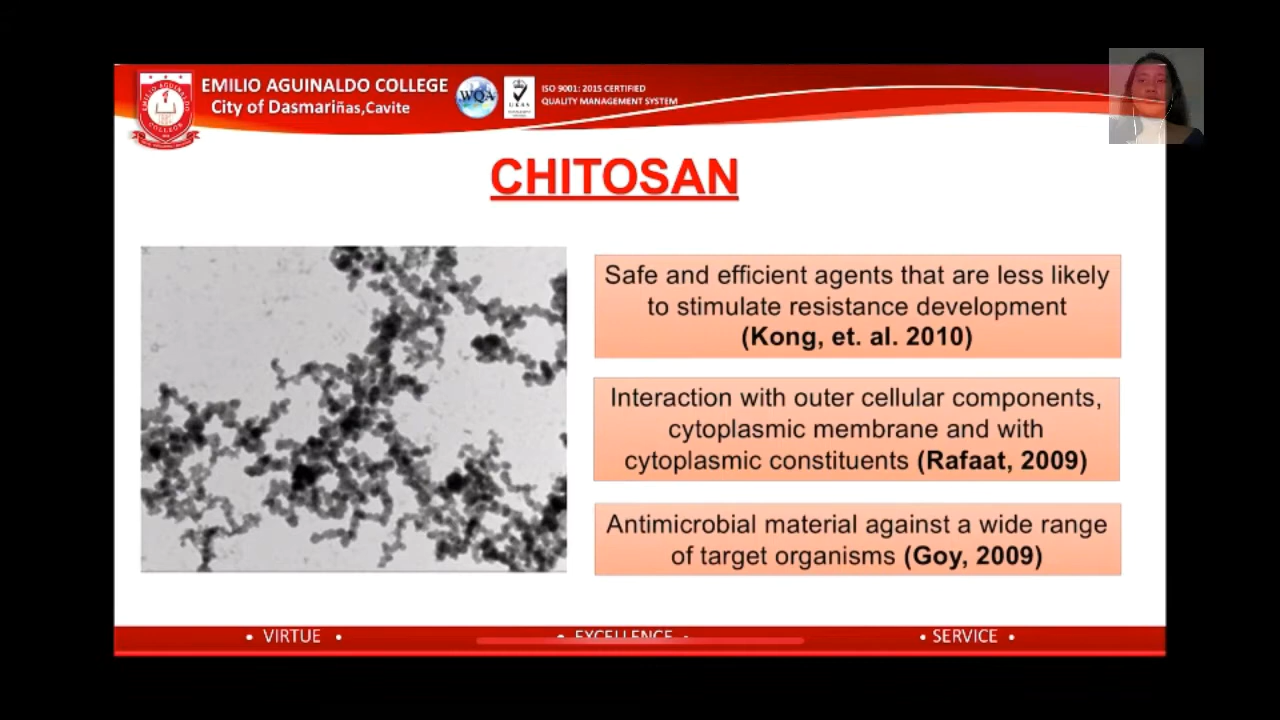 EMILIO AGUINALDO COLLEGE
City of Dasmariñas,Cavite
WQA
UKAS
ISO 9001: 2015 CERTIFIED
QUALITY MANAGEMENT SYSTEM
CHITOSAN
Safe and efficient agents that are less likely
to stimulate resistance development
(Kong, et. al. 2010)
Interaction with outer cellular components,
cytoplasmic membrane and with
cytoplasmic constituents (Rafaat, 2009)
Antimicrobial material against a wide range
of target organisms (Goy, 2009)
• VIRTUE •
• EXCELLENCE •
• SERVICE •